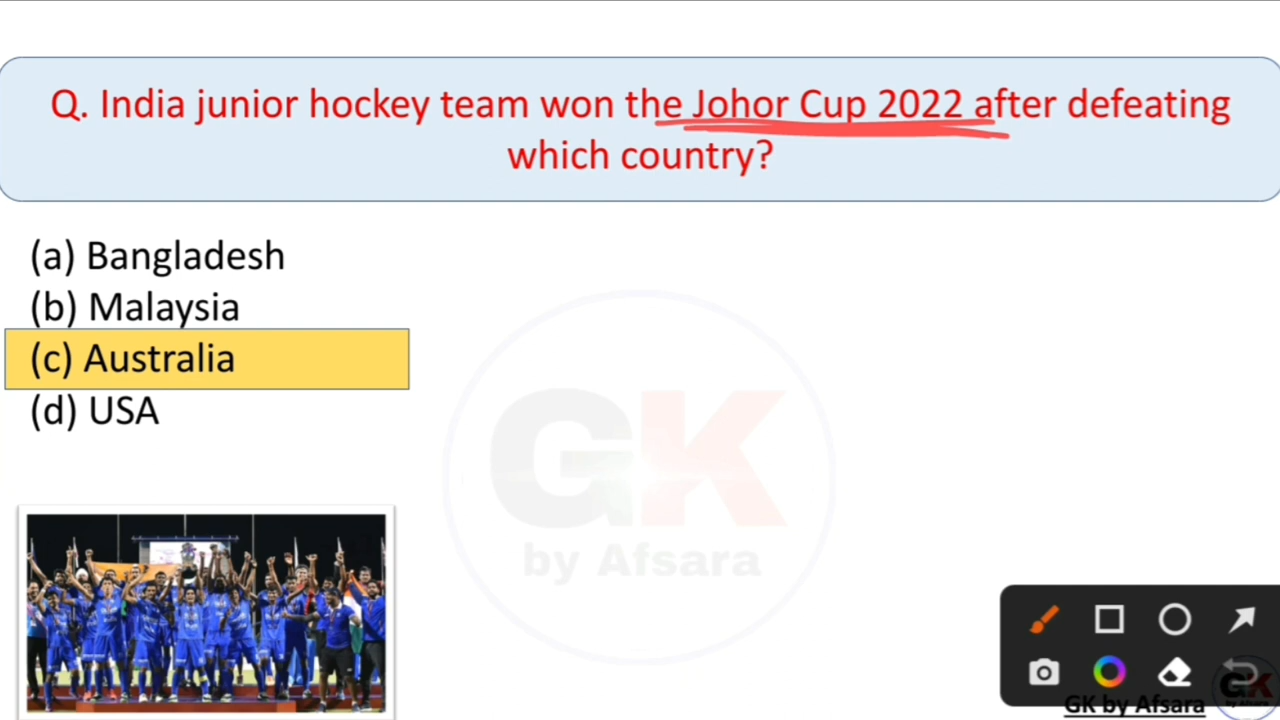 Q. India junior hockey team won the Johor Cup 2022 after defeating
which country?
(a) Bangladesh
(b) Malaysia
(c) Australia
(d) USA
GK
by Afsara
GK
GK by Afsara